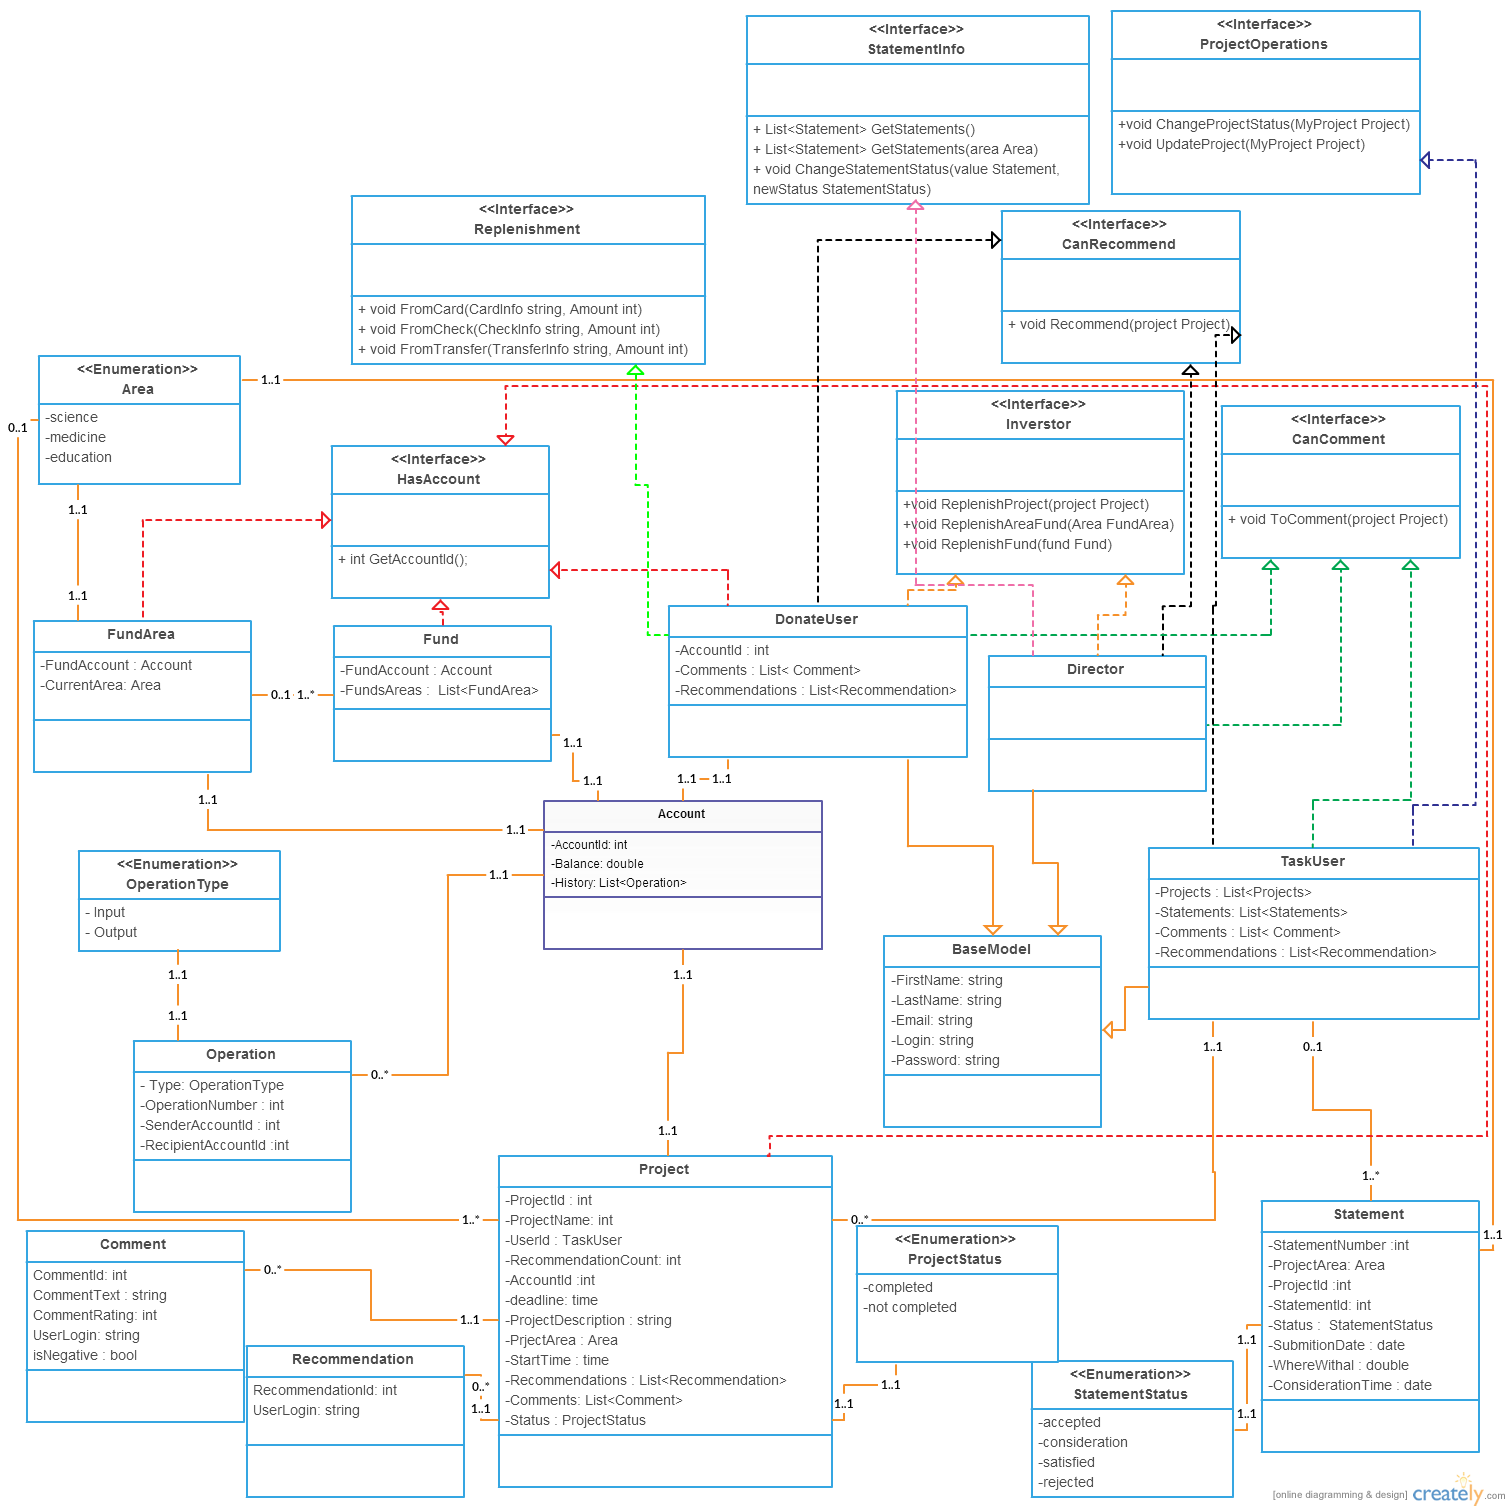 <<Interface>>
StatementInfo
+ List<Statement> GetStatements()
+ List<Statement> GetStatements(area Area)
+ void ChangeStatementStatus(value Statement,
newStatus StatementStatus)
<<Interface>>
ProjectOperations
+void ChangeProjectStatus(MyProject Project)
+void UpdateProject(MyProject Project)
<<Interface>>
Replenishment
+ void FromCard(CardInfo string, Amount int)
+ void FromCheck(CheckInfo string, Amount int)
+ void FromTransfer(TransferInfo string, Amount int)
<<Interface>>
CanRecommend
+ void Recommend(project Project)
<<Enumeration>>
Area
-science
-medicine
-education
1..1
0..1
1..1
1..1
<<Interface>>
HasAccount
+ int GetAccountId();
<<Interface>>
Inverstor
+void ReplenishProject(project Project)
+void ReplenishAreaFund(Area FundArea)
+void ReplenishFund(fund Fund)
<<Interface>>
CanComment
+ void ToComment(project Project)
FundArea
-FundAccount : Account
-CurrentArea: Area
0..1 1..*
Fund
-FundAccount : Account
-FundsAreas : List<FundArea>
DonateUser
-AccountId : int
-Comments : List< Comment>
-Recommendations : List<Recommendation>
Director
1..1
1..1
1..1 1..1
1..1
1..1
Account
-AccountId: int
-Balance: double
-History: List<Operation>
1..1
<<Enumeration>>
OperationType
- Input
- Output
1..1
1..1
TaskUser
-Projects : List<Projects>
-Statements: List<Statements>
-Comments : List< Comment>
-Recommendations : List<Recommendation>
BaseModel
-FirstName: string
-LastName: string
-Email: string
-Login: string
-Password: string
1..1
1..1
1..1
0..1
Operation
- Type: OperationType
-OperationNumber : int
-SenderAccountId : int
-RecipientAccountId :int
0..*
1..*
1..*
0..*
1..1
Project
-ProjectId : int
-ProjectName: int
-UserId : TaskUser
-RecommendationCount: int
-AccountId :int
-deadline: time
-ProjectDescription : string
-PrjectArea : Area
-StartTime : time
-Recommendations : List<Recommendation>
-Comments: List<Comment>
-Status : ProjectStatus
Comment
CommentId: int
CommentText : string
CommentRating: int
UserLogin: string
isNegative : bool
0..*
1..1
Recommendation
RecommendationId: int
UserLogin: string
0..*
1..1
<<Enumeration>>
ProjectStatus
-completed
-not completed
1..1
1..1
<<Enumeration>>
StatementStatus
-accepted
-consideration
-satisfied
-rejected
1..1
1..1
Statement
-StatementNumber :int
-ProjectArea: Area
-ProjectId :int
-StatementId: int
-Status : StatementStatus
-SubmitionDate : date
-WhereWithal : double
-ConsiderationTime : date
[online diagramming & design] creately.com